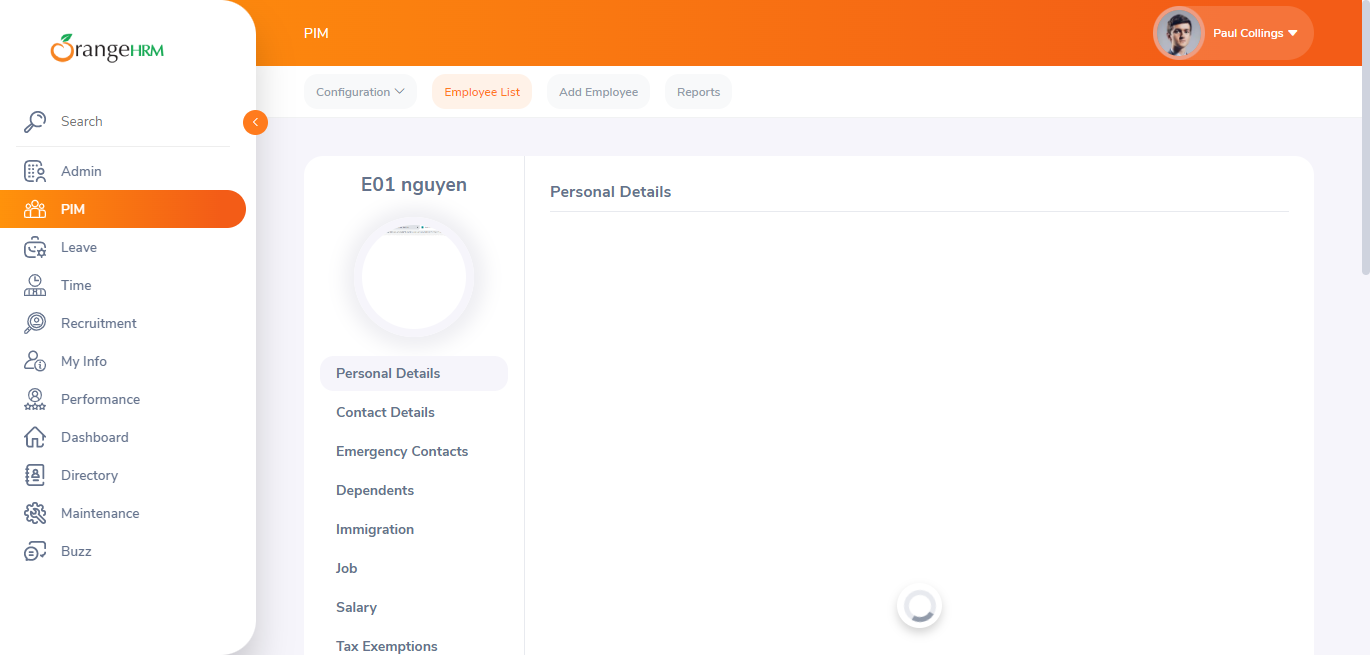 OrangeHRM
PIM
Paul Collings
Configuration
Employee List
Add Employee
Reports
Search
Admin
PIM
Leave
Time
Recruitment
My Info
Performance
Dashboard
Directory
Maintenance
Buzz
E01 nguyen
Personal Details
Contact Details
Emergency Contacts
Dependents
Immigration
Job
Salary
Tax Exemptions
Personal Details